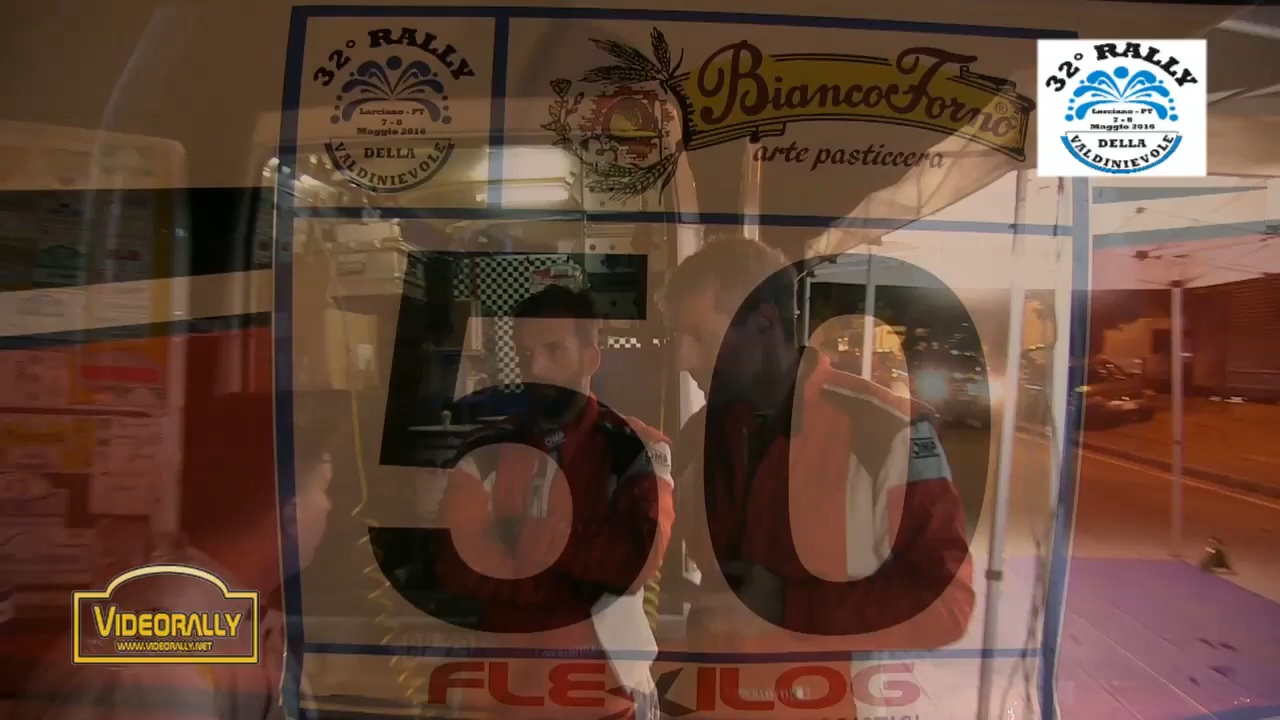 32° RALLY
Larciano - PT
7 - 8
Maggio 2016
DELLA
VALDINIEVOLE
BiancoForno®
arte pasticcera
32° RALLY
Larciano - PT
7 - 8
Maggio 2016
DELLA
VALDINIEVOLE
50
OMP
VIDEORALLY
WWW.VIDEORALLY.NET
FLEXILOG